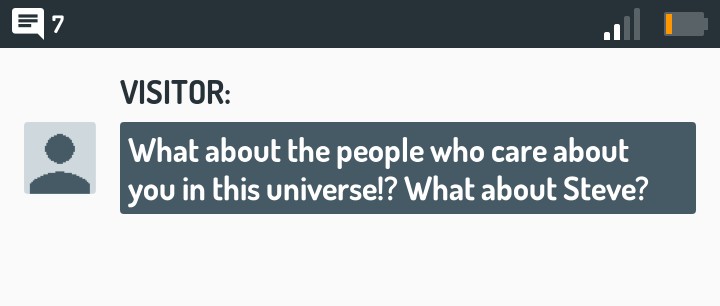 7
VISITOR:
What about the people who care about
you in this universe!? What about Steve?